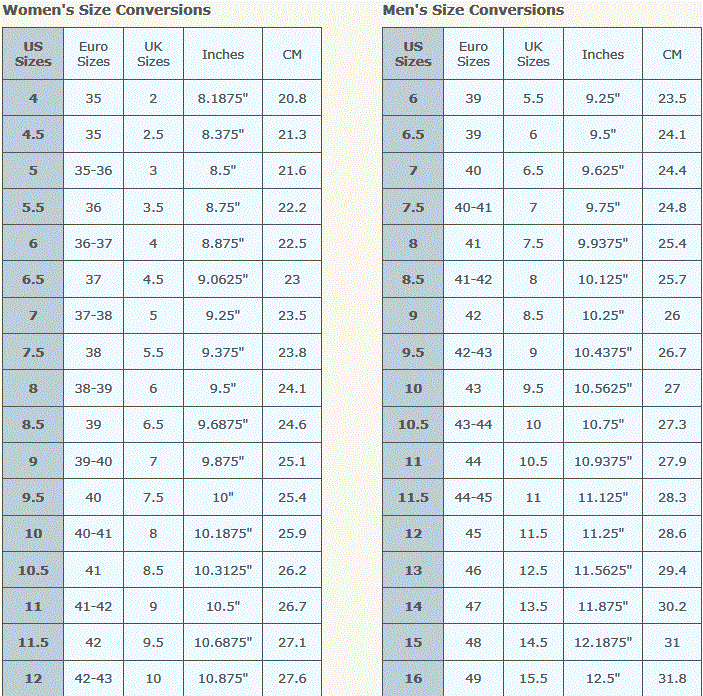 Women's Size Conversions
US Sizes Euro Sizes UK Sizes Inches CM
4 35 2 8.1875" 20.8
4.5 35 2.5 8.375" 21.3
5 35-36 3 8.5" 21.6
5.5 36 3.5 8.75" 22.2
6 36-37 4 8.875" 22.5
6.5 37 4.5 9.0625" 23
7 37-38 5 9.25" 23.5
7.5 38 5.5 9.375" 23.8
8 38-39 6 9.5" 24.1
8.5 39 6.5 9.6875" 24.6
9 39-40 7 9.875" 25.1
9.5 40 7.5 10" 25.4
10 40-41 8 10.1875" 25.9
10.5 41 8.5 10.3125" 26.2
11 41-42 9 10.5" 26.7
11.5 42 9.5 10.6875" 27.1
12 42-43 10 10.875" 27.6
Men's Size Conversions
US Sizes Euro Sizes UK Sizes Inches CM
6 39 5.5 9.25" 23.5
6.5 39 6 9.5" 24.1
7 40 6.5 9.625" 24.4
7.5 40-41 7 9.75" 24.8
8 41 7.5 9.9375" 25.4
8.5 41-42 8 10.125" 25.7
9 42 8.5 10.25" 26
9.5 42-43 9 10.4375" 26.7
10 43 9.5 10.5625" 27
10.5 43-44 10 10.75" 27.3
11 44 10.5 10.9375" 27.9
11.5 44-45 11 11.125" 28.3
12 45 11.5 11.25" 28.6
13 46 12.5 11.5625" 29.4
14 47 13.5 11.875" 30.2
15 48 14.5 12.1875" 31
16 49 15.5 12.5" 31.8